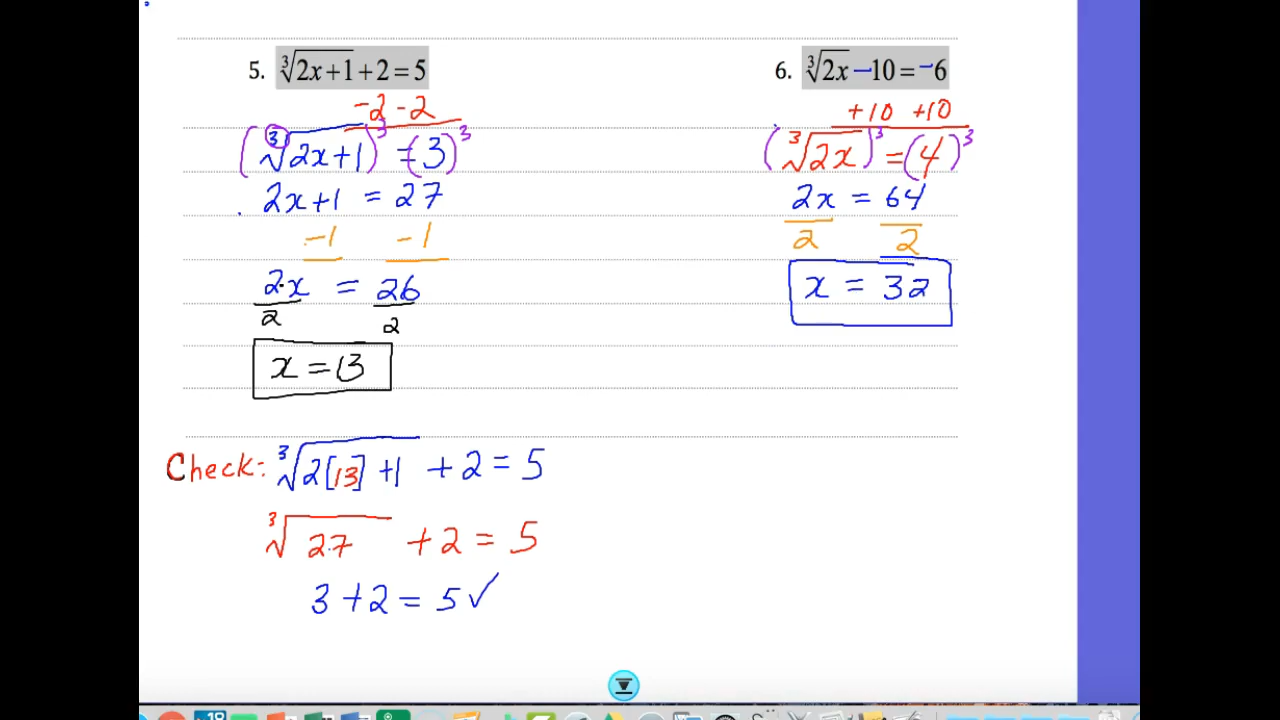 5. ∛(2x+1) + 2 = 5
-2 -2
(∛(2x+1))³ = (3)³
2x+1 = 27
-1 -1
2x = 26
2 2
x = 13
Check: ∛(2[13] +1) + 2 = 5
∛27 + 2 = 5
3 + 2 = 5 ✓
6. ∛(2x) - 10 = -6
+10 +10
(∛(2x))³ = (4)³
2x = 64
2 2
x = 32